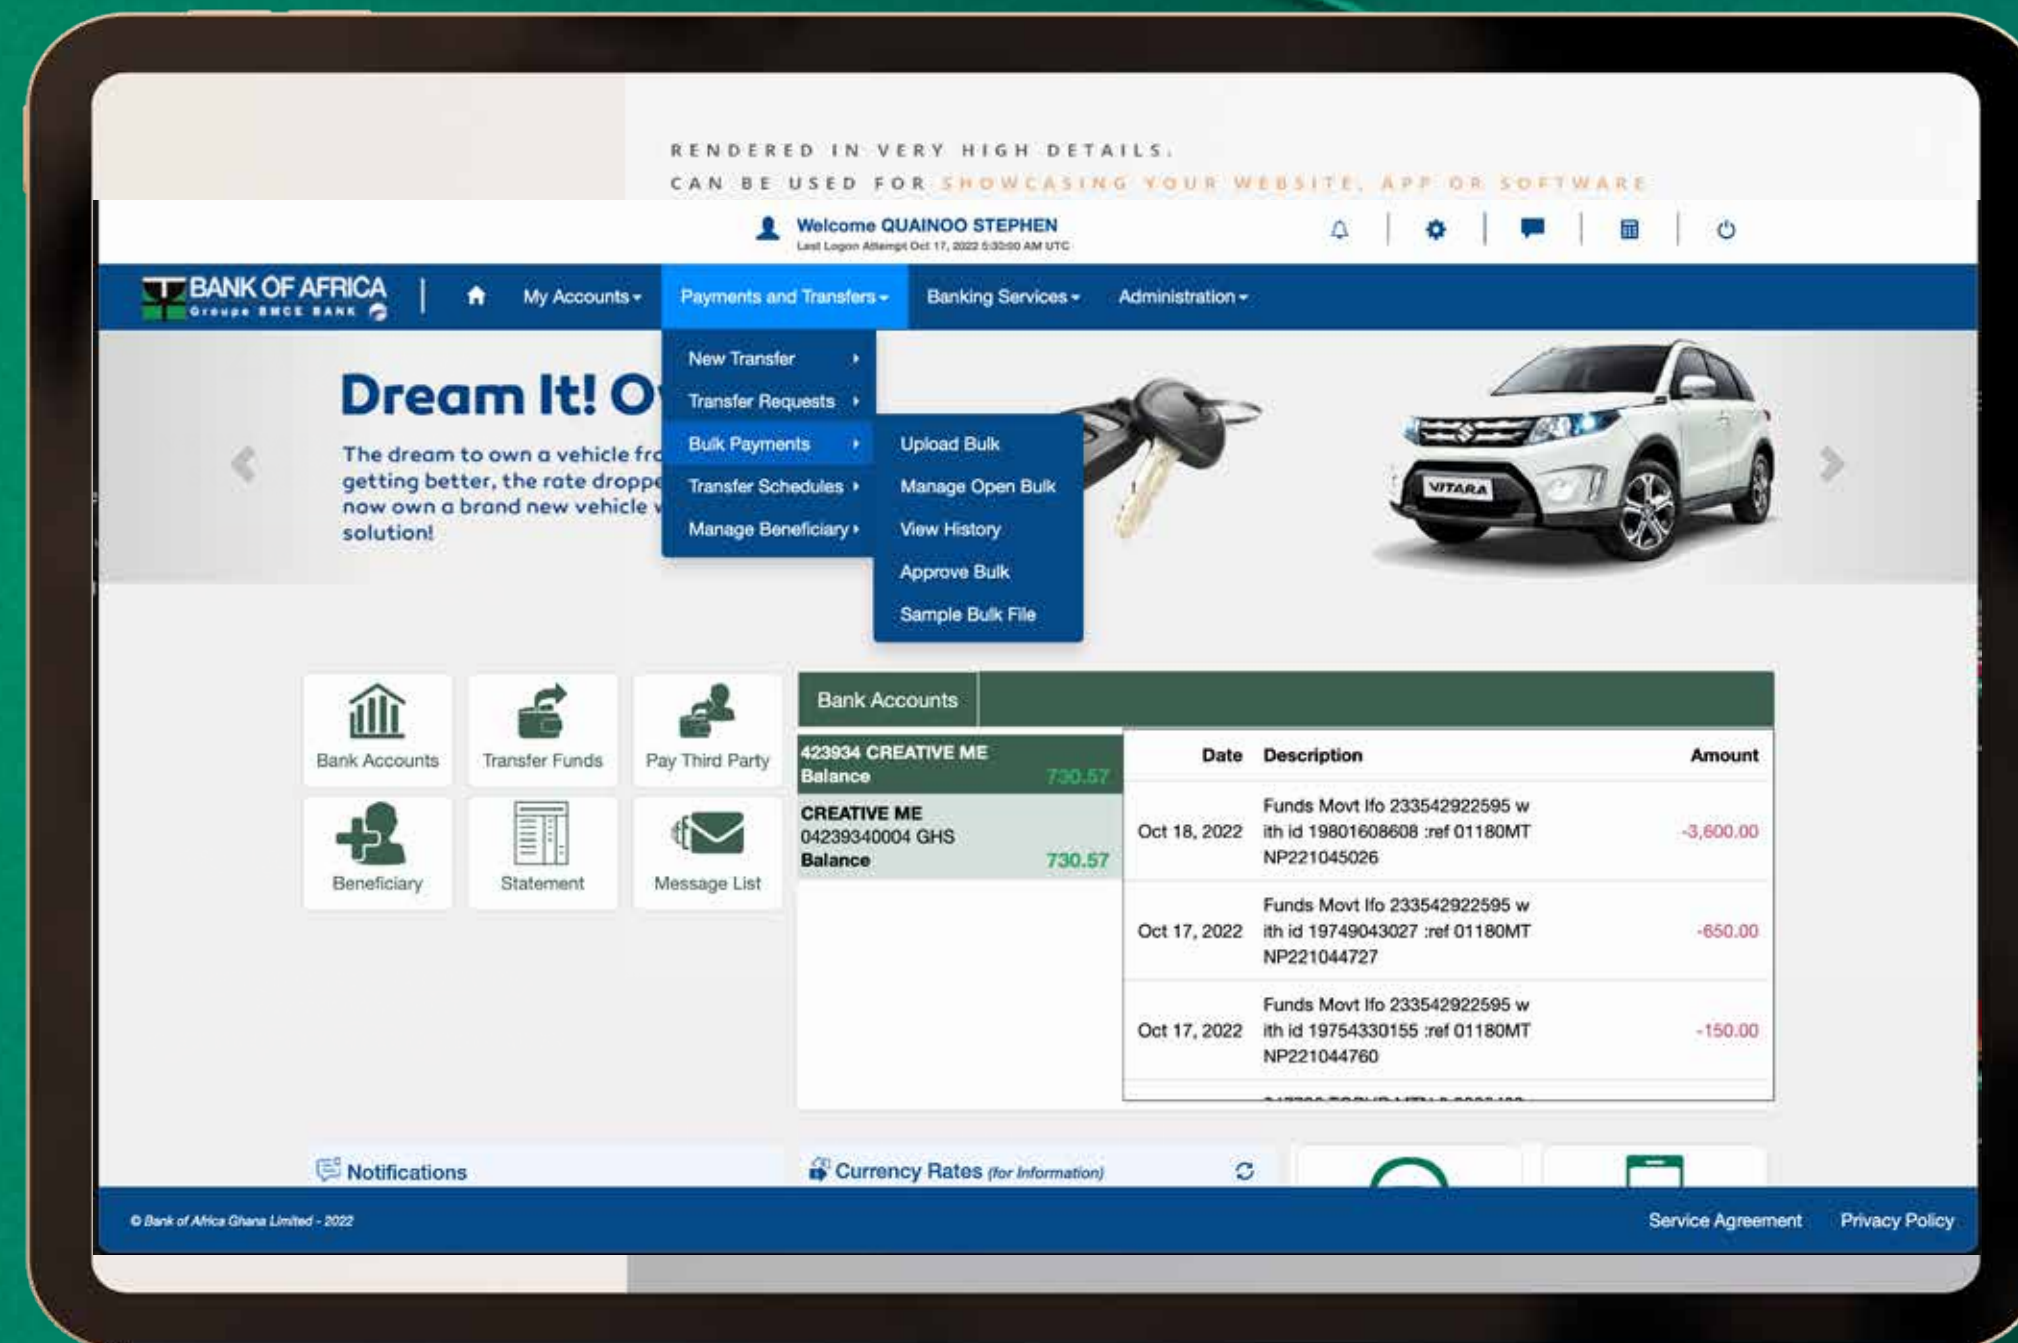 RENDERED IN VERY HIGH DETAILS.
CAN BE USED FOR SHOWCASING YOUR WEBSITE, APP OR SOFTWARE
Welcome QUAINOO STEPHEN
Last Logon Attempt Oct 17, 2022 5:30:00 AM UTC
BANK OF AFRICA
Groupe BMCE BANK
My Accounts
Payments and Transfers
Banking Services
Administration
New Transfer
Transfer Requests
Bulk Payments
Transfer Schedules
Manage Beneficiary
Upload Bulk
Manage Open Bulk
View History
Approve Bulk
Sample Bulk File
Dream It! O
The dream to own a vehicle
getting better, the rate
now own a brand new vehicle
solution!
VITARA
Bank Accounts
Transfer Funds
Pay Third Party
Beneficiary
Statement
Message List
Bank Accounts
423934 CREATIVE ME
Balance 730.57
CREATIVE ME
04239340004 GHS
Balance 730.57
Date Description Amount
Funds Movt Ifo 233542922595 w
Oct 18, 2022 ith id 19801608608 :ref 01180MT -3,600.00
NP221045026
Funds Movt Ifo 233542922595 w
Oct 17, 2022 ith id 19749043027 :ref 01180MT -650.00
NP221044727
Funds Movt Ifo 233542922595 w
Oct 17, 2022 ith id 19754330155 :ref 01180MT -150.00
NP221044760
Notifications
Currency Rates (for Information)
© Bank of Africa Ghana Limited - 2022
Service Agreement Privacy Policy